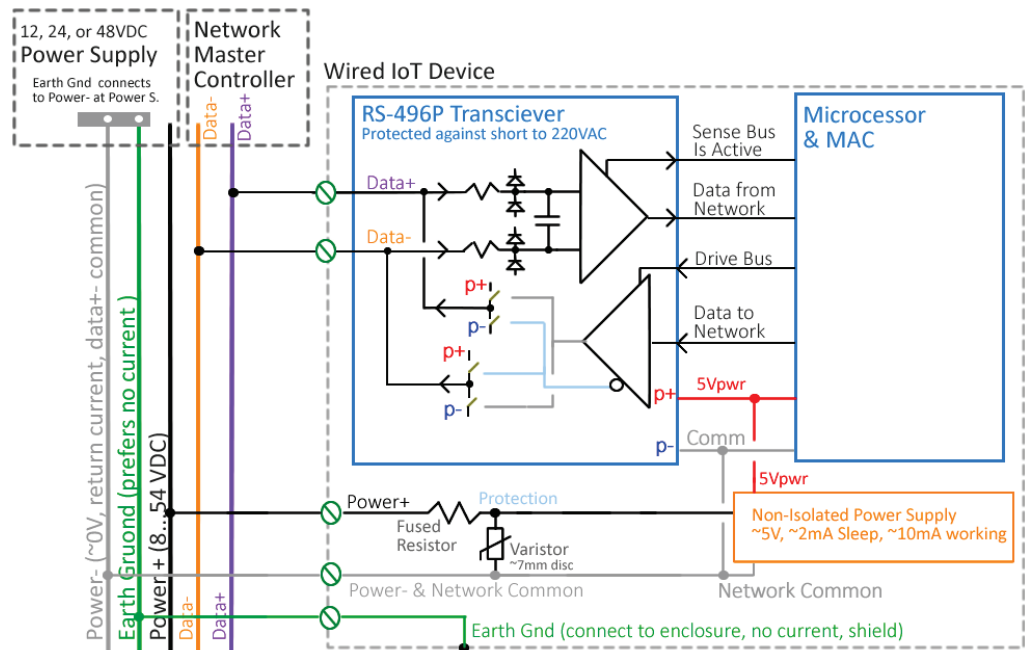 12, 24, or 48VDC
Power Supply
Earth Gnd connects
to Power- at Power S.
Network
Master
Controller
Data-
Data+
Wired IoT Device
RS-496P Transciever
Protected against short to 220VAC
Microcessor
& MAC
Sense Bus
Is Active
Data from
Network
Drive Bus
Data to
Network
Data+
Data-
p+
p-
p+
p-
p+
5Vpwr
p-
Comm
5Vpwr
Power+
Protection
Fused
Resistor
Varistor
~7mm disc
Non-Isolated Power Supply
~5V, ~2mA Sleep, ~10mA working
Power- & Network Common
Network Common
Earth Gnd (connect to enclosure, no current, shield)
Power- (~0V, return current, data+- common)
Earth Gruond (prefers no current )
Power + (8...54 VDC)
Data-
Data+